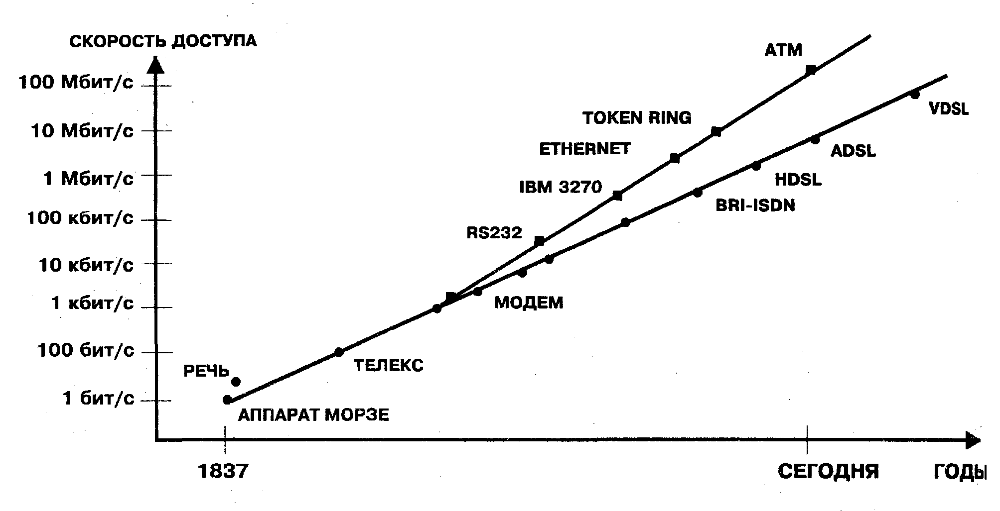 СКОРОСТЬ ДОСТУПА
100 Мбит/с
10 Мбит/с
1 Мбит/с
100 кбит/с
10 кбит/с
1 кбит/с
100 бит/с
1 бит/с
ATM
TOKEN RING
ETHERNET
IBM 3270
RS232
VDSL
ADSL
HDSL
BRI-ISDN
МОДЕМ
ТЕЛЕКС
РЕЧЬ
АППАРАТ МОРЗЕ
1837
СЕГОДНЯ
ГОДЫ